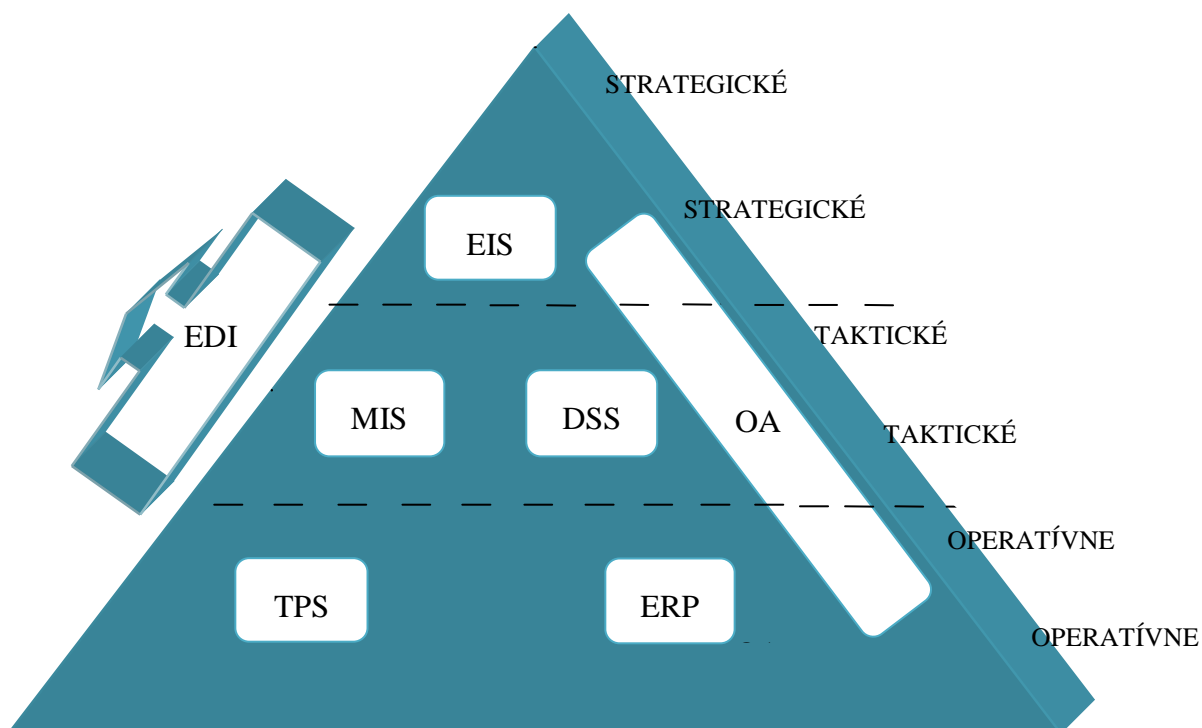 STRATEGICKÉ
STRATEGICKÉ
EIS
EDI
TAKTICKÉ
MIS
DSS
OA
TAKTICKÉ
OPERATÍVNE
TPS
ERP
OPERATÍVNE